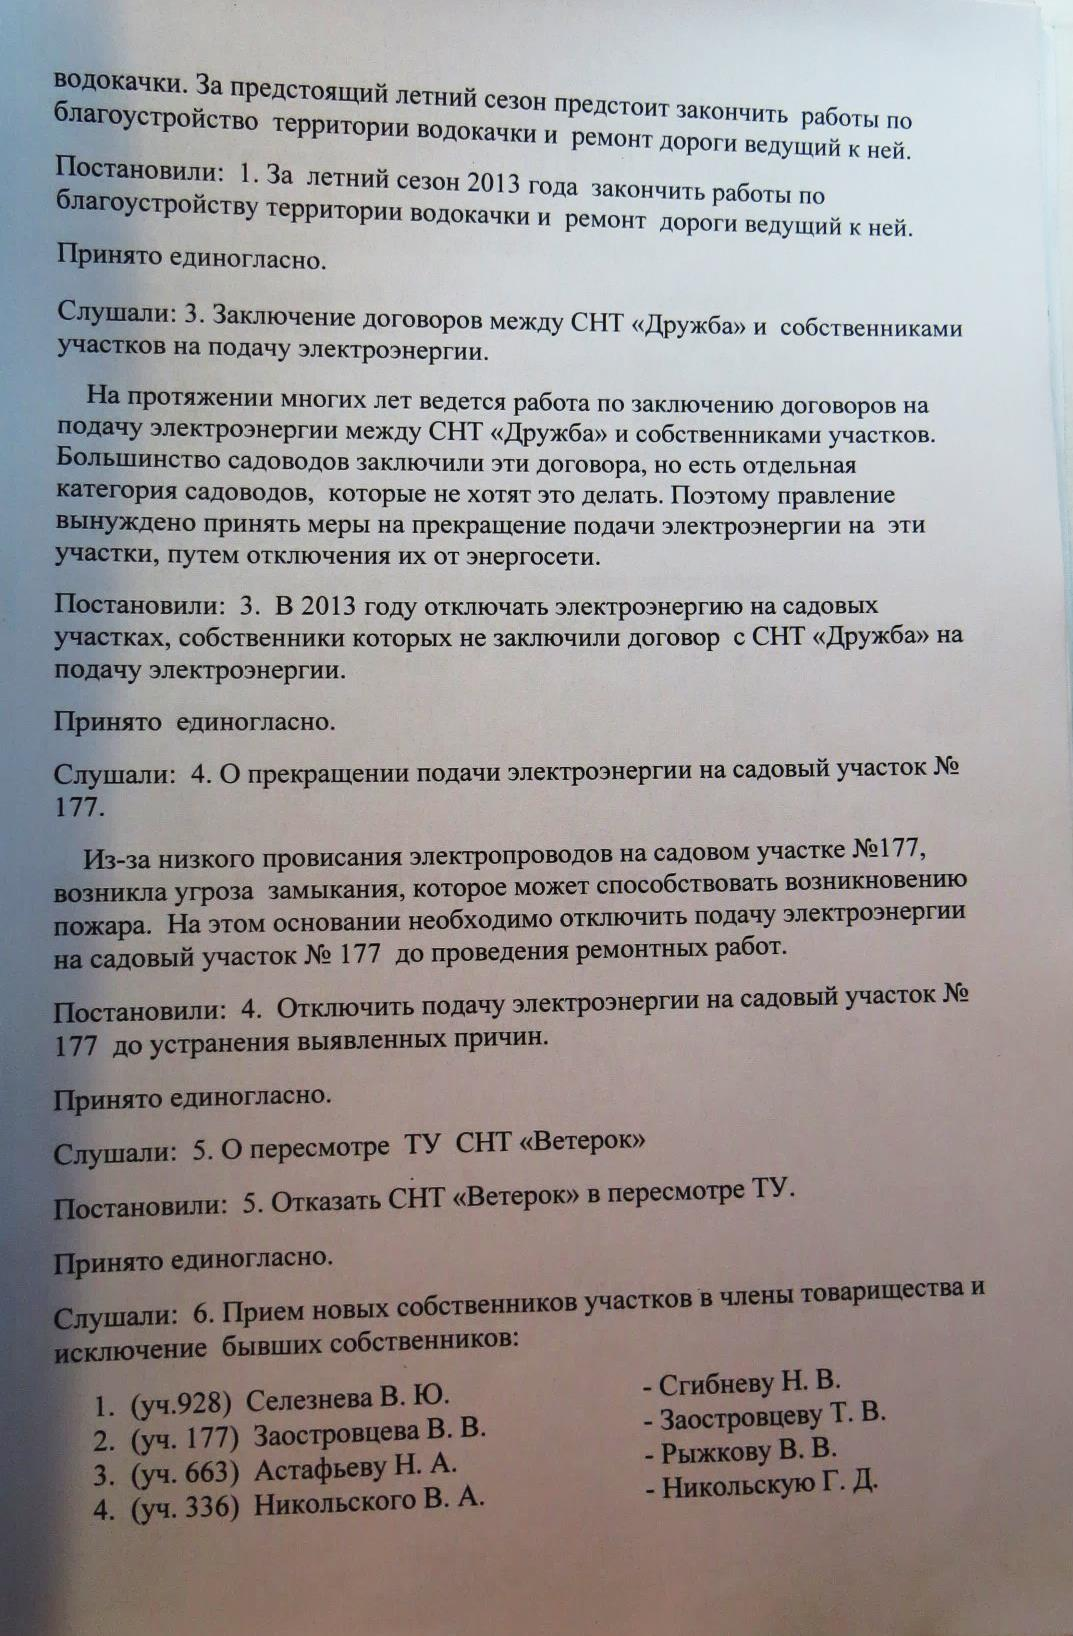 водокачки. За предстоящий летний сезон предстоит закончить работы по
благоустройство территории водокачки и ремонт дороги ведущий к ней.
Постановили: 1. За летний сезон 2013 года закончить работы по
благоустройству территории водокачки и ремонт дороги ведущий к ней.
Принято единогласно.
Слушали: 3. Заключение договоров между СНТ «Дружба» и собственниками
участков на подачу электроэнергии.
На протяжении многих лет ведется работа по заключению договоров на
подачу электроэнергии между СНТ «Дружба» и собственниками участков.
Большинство садоводов заключили эти договора, но есть отдельная
категория садоводов, которые не хотят это делать. Поэтому правление
вынуждено принять меры на прекращение подачи электроэнергии на эти
участки, путем отключения их от энергосети.
Постановили: 3. В 2013 году отключать электроэнергию на садовых
участках, собственники которых не заключили договор с СНТ «Дружба» на
подачу электроэнергии.
Принято единогласно.
Слушали: 4. О прекращении подачи электроэнергии на садовый участок №
177.
Из-за низкого провисания электропроводов на садовом участке №177,
возникла угроза замыкания, которое может способствовать возникновению
пожара. На этом основании необходимо отключить подачу электроэнергии
на садовый участок № 177 до проведения ремонтных работ.
Постановили: 4. Отключить подачу электроэнергии на садовый участок №
177 до устранения выявленных причин.
Принято единогласно.
Слушали: 5. О пересмотре ТУ СНТ «Ветерок»
Постановили: 5. Отказать СНТ «Ветерок» в пересмотре ТУ.
Принято единогласно.
Слушали: 6. Прием новых собственников участков в члены товарищества и
исключение бывших собственников:
1. (уч.928) Селезнева В. Ю. - Сгибневу Н. В.
2. (уч. 177) Заостровцева В. В. - Заостровцеву Т. В.
3. (уч. 663) Астафьеву Н. А. - Рыжкову В. В.
4. (уч. 336) Никольского В. А. - Никольскую Г. Д.